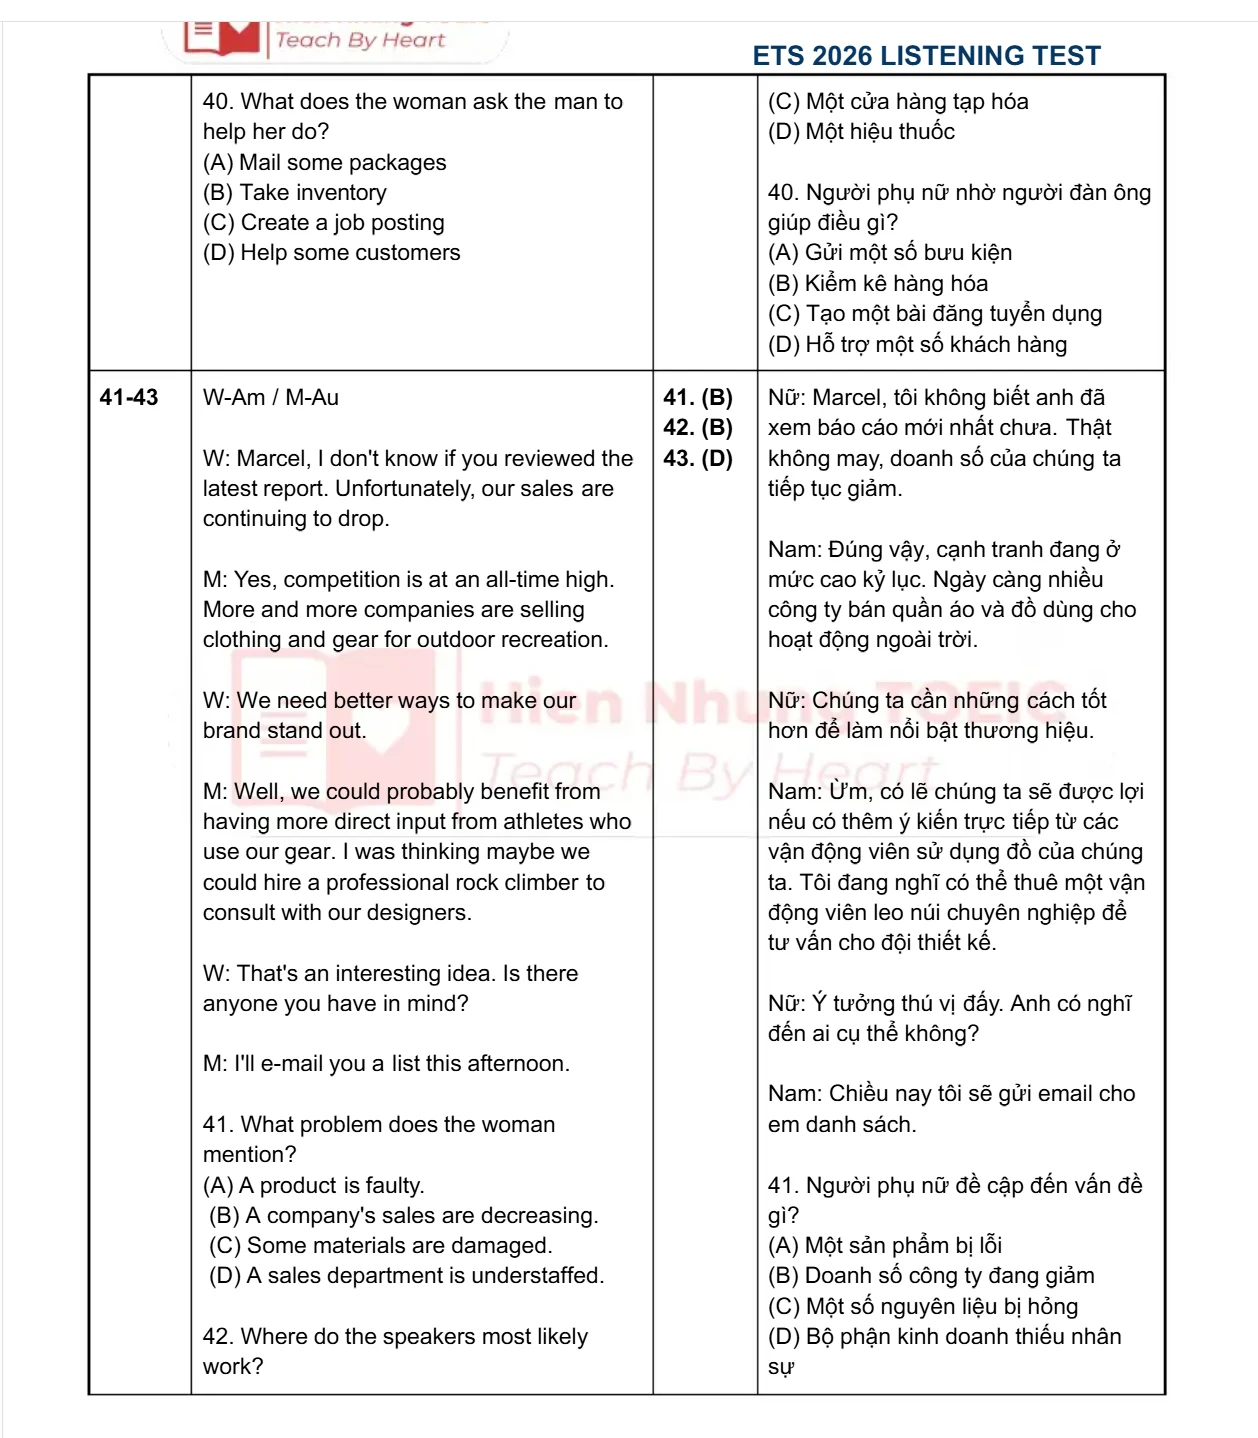 Teach By Heart
ETS 2026 LISTENING TEST
40. What does the woman ask the man to
help her do?
(A) Mail some packages
(B) Take inventory
(C) Create a job posting
(D) Help some customers
(C) Một cửa hàng tạp hóa
(D) Một hiệu thuốc
40. Người phụ nữ nhờ người đàn ông
giúp điều gì?
(A) Gửi một số bưu kiện
(B) Kiểm kê hàng hóa
(C) Tạo một bài đăng tuyển dụng
(D) Hỗ trợ một số khách hàng
41-43
W-Am / M-Au
W: Marcel, I don't know if you reviewed the
latest report. Unfortunately, our sales are
continuing to drop.
M: Yes, competition is at an all-time high.
More and more companies are selling
clothing and gear for outdoor recreation.
W: We need better ways to make our
brand stand out.
M: Well, we could probably benefit from
having more direct input from athletes who
use our gear. I was thinking maybe we
could hire a professional rock climber to
consult with our designers.
W: That's an interesting idea. Is there
anyone you have in mind?
M: I'll e-mail you a list this afternoon.
41. What problem does the woman
mention?
(A) A product is faulty.
(B) A company's sales are decreasing.
(C) Some materials are damaged.
(D) A sales department is understaffed.
42. Where do the speakers most likely
work?
41. (B)
42. (B)
43. (D)
Nữ: Marcel, tôi không biết anh đã
xem báo cáo mới nhất chưa. Thật
không may, doanh số của chúng ta
tiếp tục giảm.
Nam: Đúng vậy, cạnh tranh đang ở
mức cao kỷ lục. Ngày càng nhiều
công ty bán quần áo và đồ dùng cho
hoạt động ngoài trời.
Nữ: Chúng ta cần những cách tốt
hơn để làm nổi bật thương hiệu.
Nam: Ừm, có lẽ chúng ta sẽ được lợi
nếu có thêm ý kiến trực tiếp từ các
vận động viên sử dụng đồ của chúng
ta. Tôi đang nghĩ có thể thuê một vận
động viên leo núi chuyên nghiệp để
tư vấn cho đội thiết kế.
Nữ: Ý tưởng thú vị đấy. Anh có nghĩ
đến ai cụ thể không?
Nam: Chiều nay tôi sẽ gửi email cho
em danh sách.
41. Người phụ nữ đề cập đến vấn đề
gì?
(A) Một sản phẩm bị lỗi
(B) Doanh số công ty đang giảm
(C) Một số nguyên liệu bị hỏng
(D) Bộ phận kinh doanh thiếu nhân
sự
Hien Nhung TOEIC
Teach By Heart